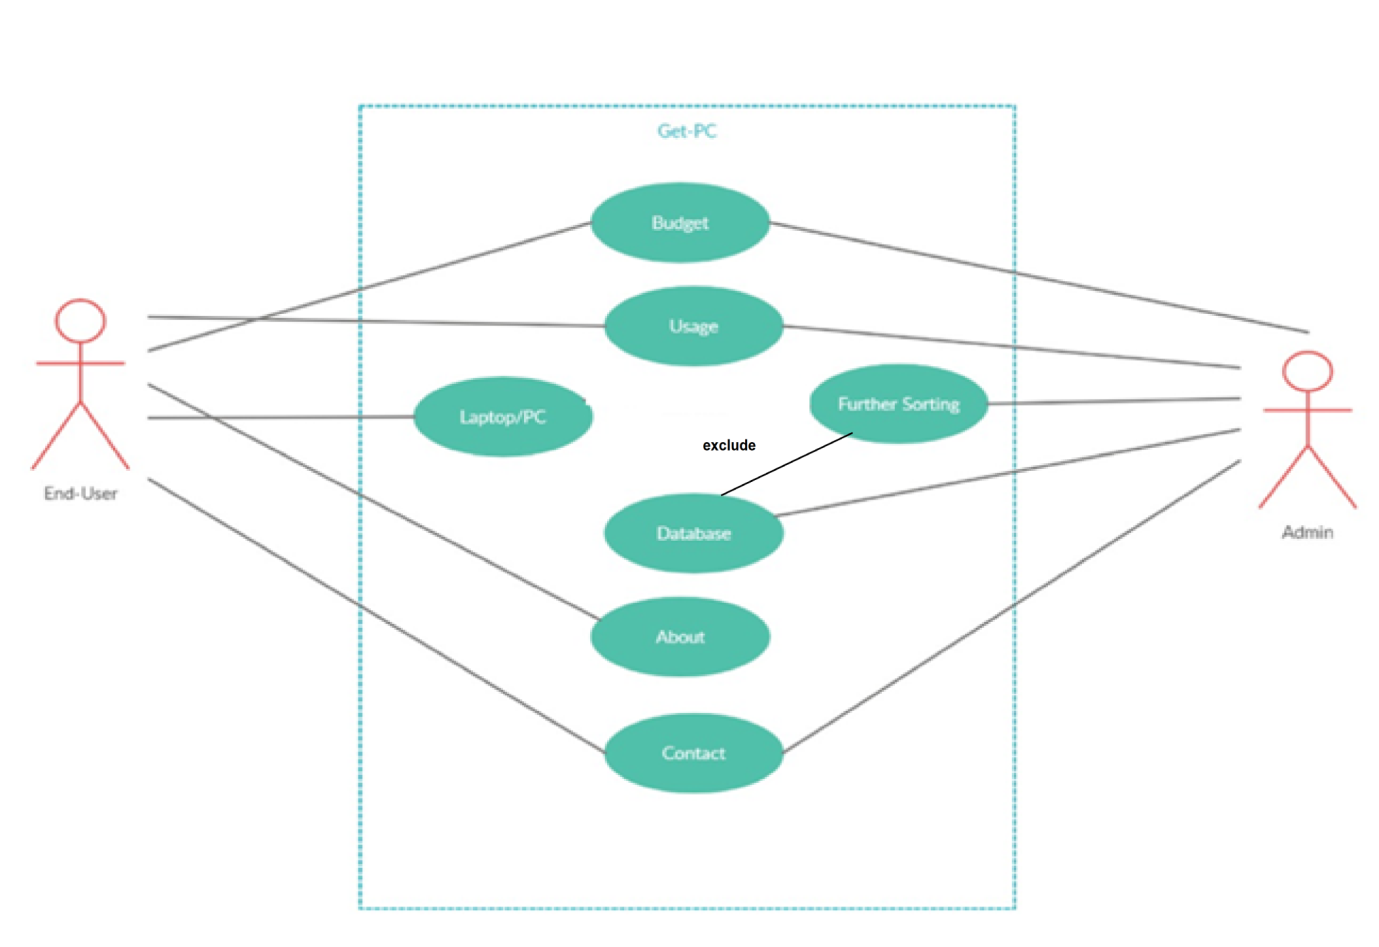 Get-PC
Budget
Usage
Further Sorting
Laptop/PC
exclude
End-User
Database
Admin
About
Contact